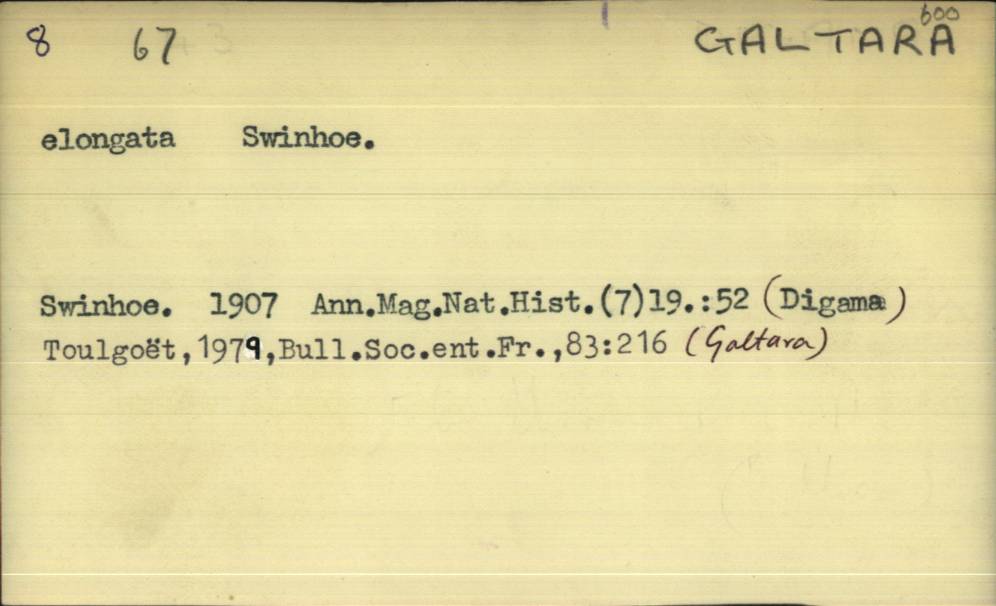 600
8 67 GALTARA
elongata Swinhoe.
Swinhoe. 1907 Ann.Mag.Nat.Hist.(7)19.:52 (Digama)
Toulgoët,1979,Bull.Soc.ent.Fr.,83:216 (Galtara)